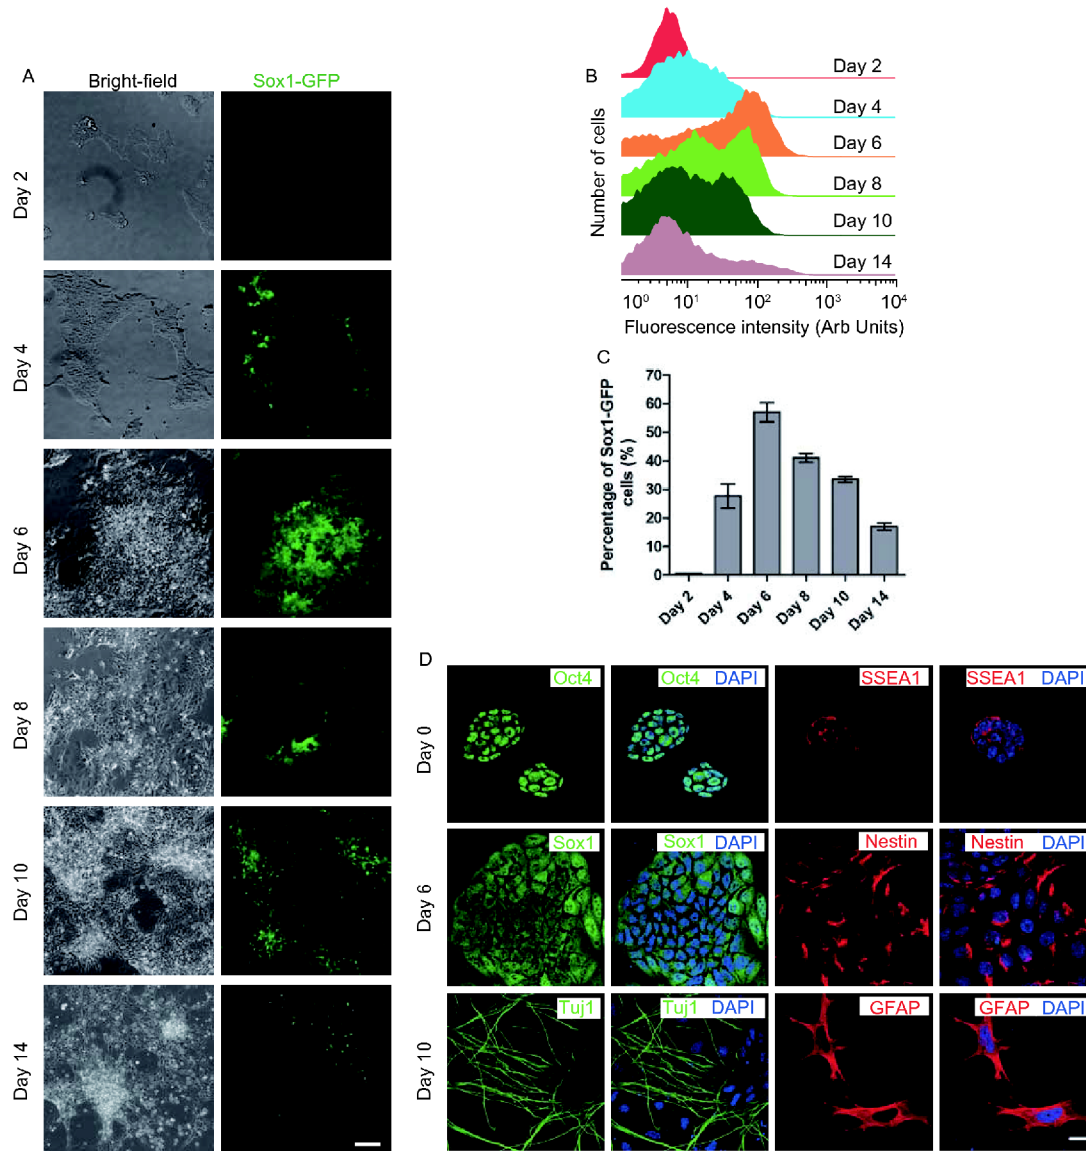 A
Bright-field
Sox1-GFP
Day 2
Day 4
Day 6
Day 8
Day 10
Day 14
B
Number of cells
Day 2
Day 4
Day 6
Day 8
Day 10
Day 14
10⁰ 10¹ 10² 10³ 10⁴
Fluorescence intensity (Arb Units)
C
Percentage of Sox1-GFP
cells (%)
70
60
50
40
30
20
10
0
Day 2 Day 4 Day 6 Day 8 Day 10 Day 14
D
Day 0
Oct4
Oct4 DAPI
SSEA1
SSEA1 DAPI
Day 6
Sox1
Sox1 DAPI
Nestin
Nestin DAPI
Day 10
Tuj1
Tuj1 DAPI
GFAP
GFAP DAPI